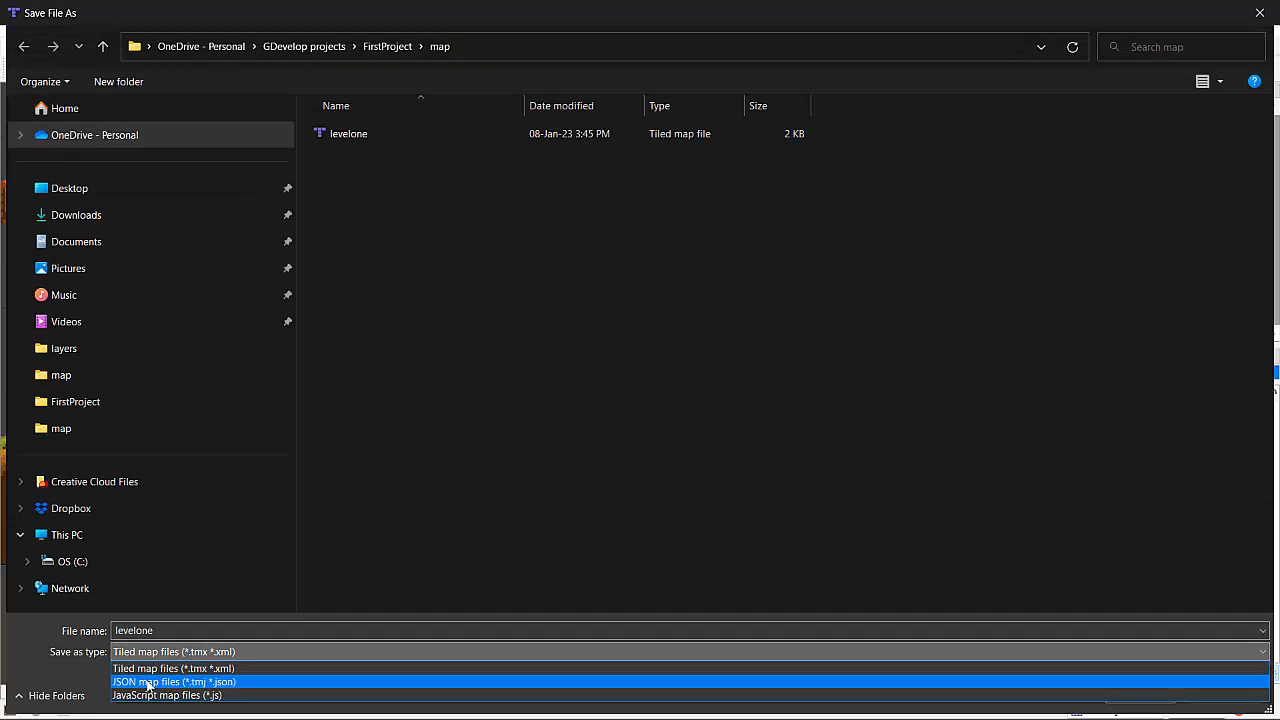 Save File As
OneDrive - Personal > GDevelop projects > FirstProject > map
Search map
Organize
New folder
Name
Date modified
Type
Size
levelone
08-Jan-23 3:45 PM
Tiled map file
2 KB
Home
OneDrive - Personal
Desktop
Downloads
Documents
Pictures
Music
Videos
layers
map
FirstProject
map
Creative Cloud Files
Dropbox
This PC
OS (C:)
Network
File name: levelone
Save as type: Tiled map files (*.tmx *.xml)
Tiled map files (*.tmx *.xml)
JSON map files (*.tmj *.json)
JavaScript map files (*.js)
Hide Folders